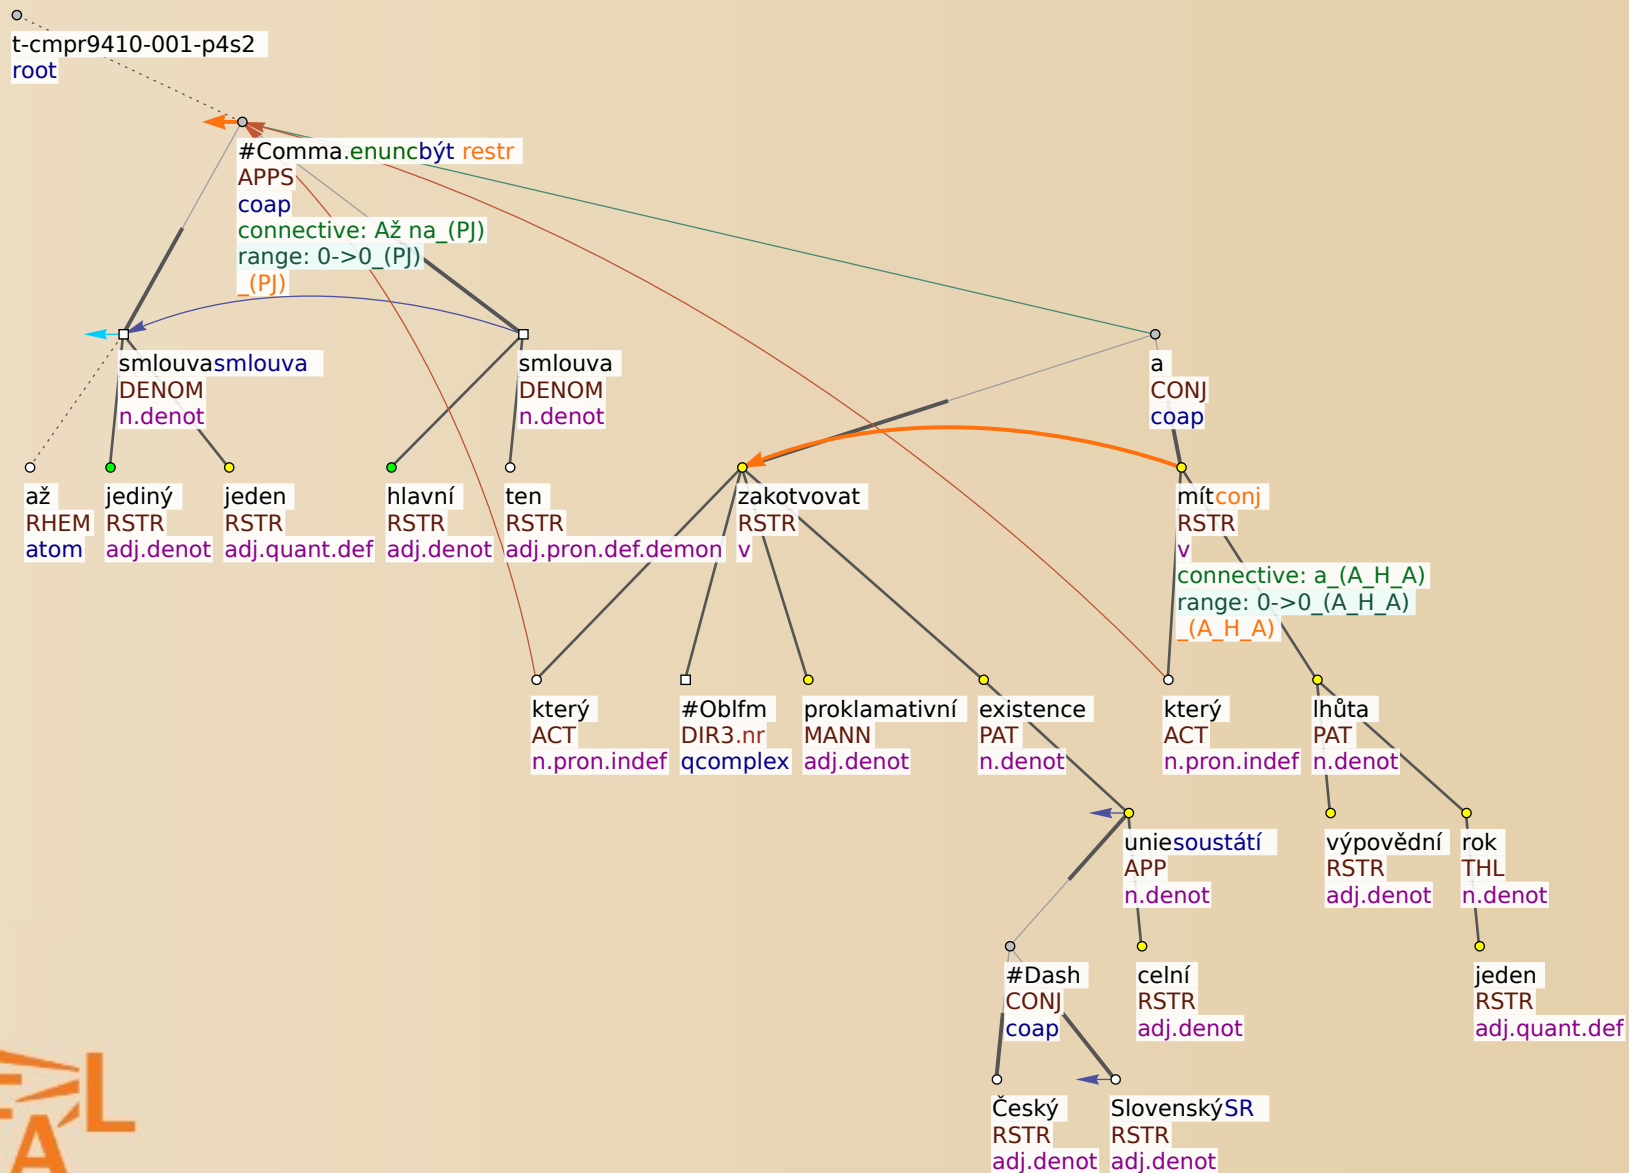 t-cmpr9410-001-p4s2
root
#Comma.enuncbýt restr
APPS
coap
connective: Až na_(PJ)
range: 0->0_(PJ)
_(PJ)
smlouvasmlouva
DENOM
n.denot
smlouva
DENOM
n.denot
a
CONJ
coap
až
RHEM
atom
jediný
RSTR
adj.denot
jeden
RSTR
adj.quant.def
hlavní
RSTR
adj.denot
ten
RSTR
adj.pron.def.demon
zakotvovat
RSTR
v
mítconj
RSTR
v
connective: a_(A_H_A)
range: 0->0_(A_H_A)
_(A_H_A)
který
ACT
n.pron.indef
#Oblfm
DIR3.nr
qcomplex
proklamativní
MANN
adj.denot
existence
PAT
n.denot
který
ACT
n.pron.indef
lhůta
PAT
n.denot
uniesoustátí
APP
n.denot
výpovědní
RSTR
adj.denot
rok
THL
n.denot
#Dash
CONJ
coap
celní
RSTR
adj.denot
jeden
RSTR
adj.quant.def
Český
RSTR
adj.denot
SlovenskýSR
RSTR
adj.denot